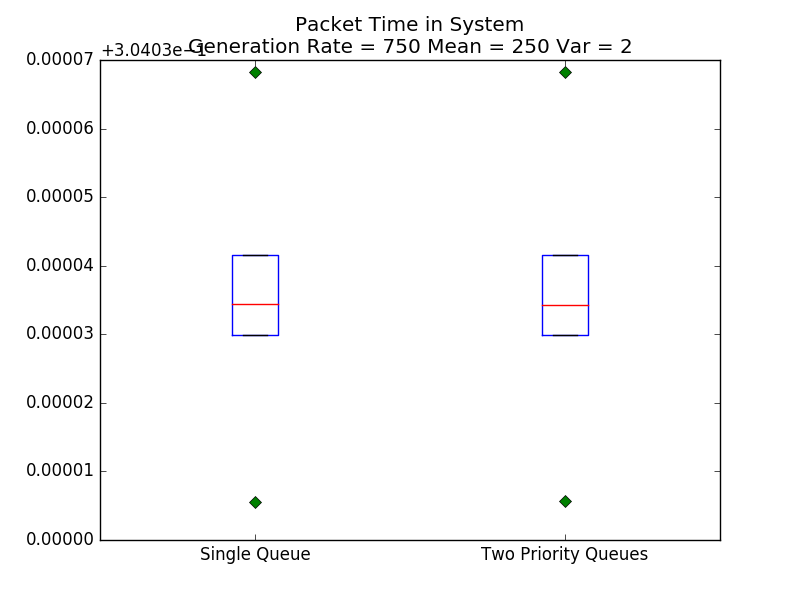 Packet Time in System
Generation Rate = 750 Mean = 250 Var = 2
+3.0403e−1
0.00007
0.00006
0.00005
0.00004
0.00003
0.00002
0.00001
0.00000
Single Queue
Two Priority Queues